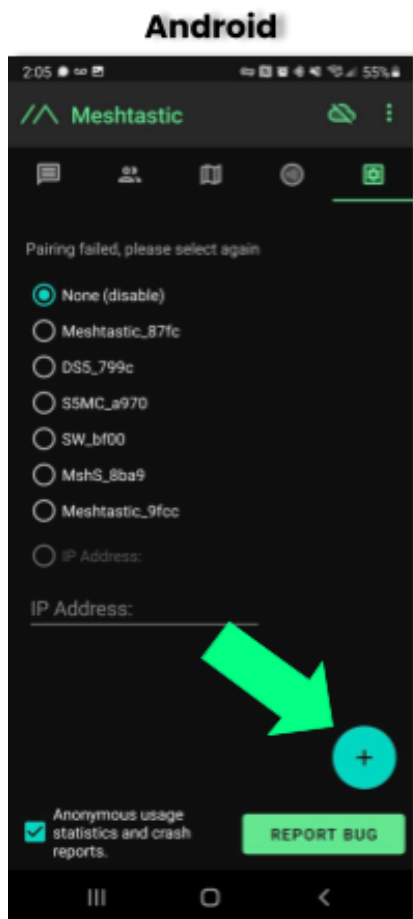 Android
2:05 55%
Meshtastic
Pairing failed, please select again
None (disable)
Meshtastic_87fc
DS5_799c
S5MC_a970
SW_bf00
MshS_8ba9
Meshtastic_9fcc
IP Address:
IP Address:
+
Anonymous usage
statistics and crash
reports.
REPORT BUG